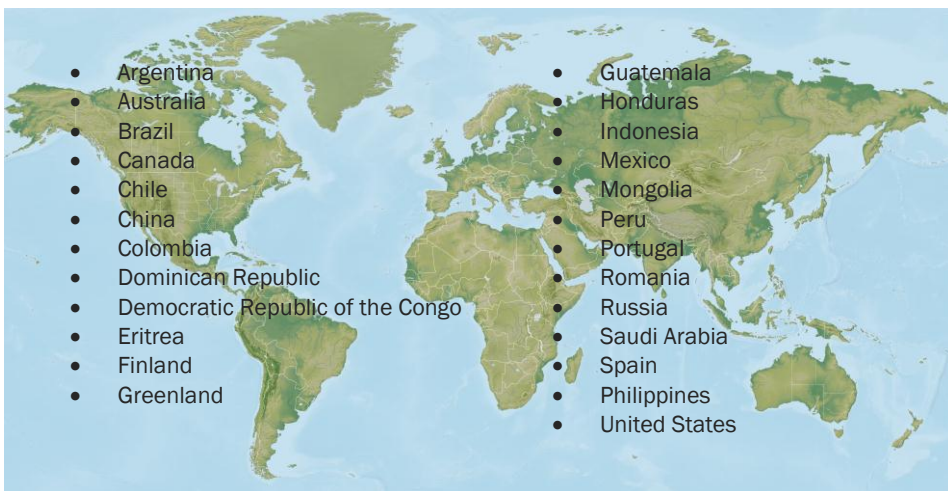 • Argentina
• Australia
• Brazil
• Canada
• Chile
• China
• Colombia
• Dominican Republic
• Democratic Republic of the Congo
• Eritrea
• Finland
• Greenland
• Guatemala
• Honduras
• Indonesia
• Mexico
• Mongolia
• Peru
• Portugal
• Romania
• Russia
• Saudi Arabia
• Spain
• Philippines
• United States